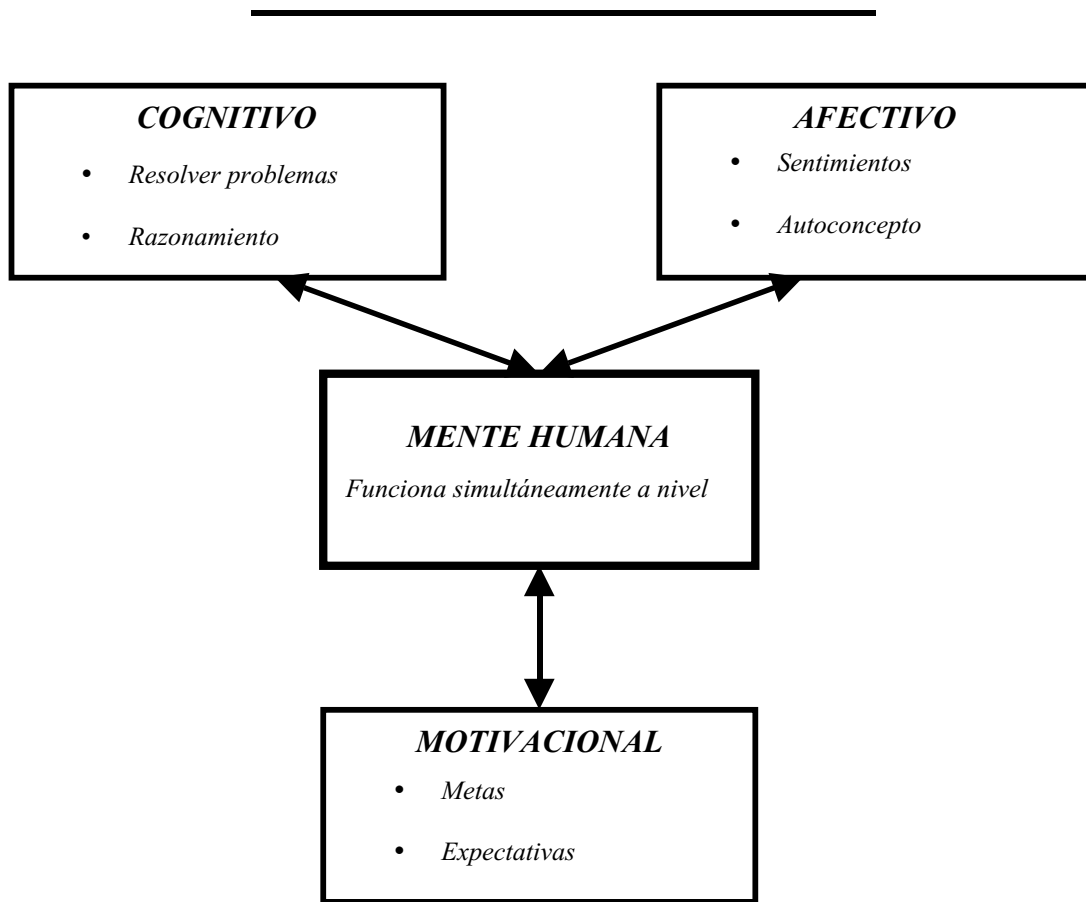 COGNITIVO
• Resolver problemas
• Razonamiento
AFECTIVO
• Sentimientos
• Autoconcepto
MENTE HUMANA
Funciona simultáneamente a nivel
MOTIVACIONAL
• Metas
• Expectativas